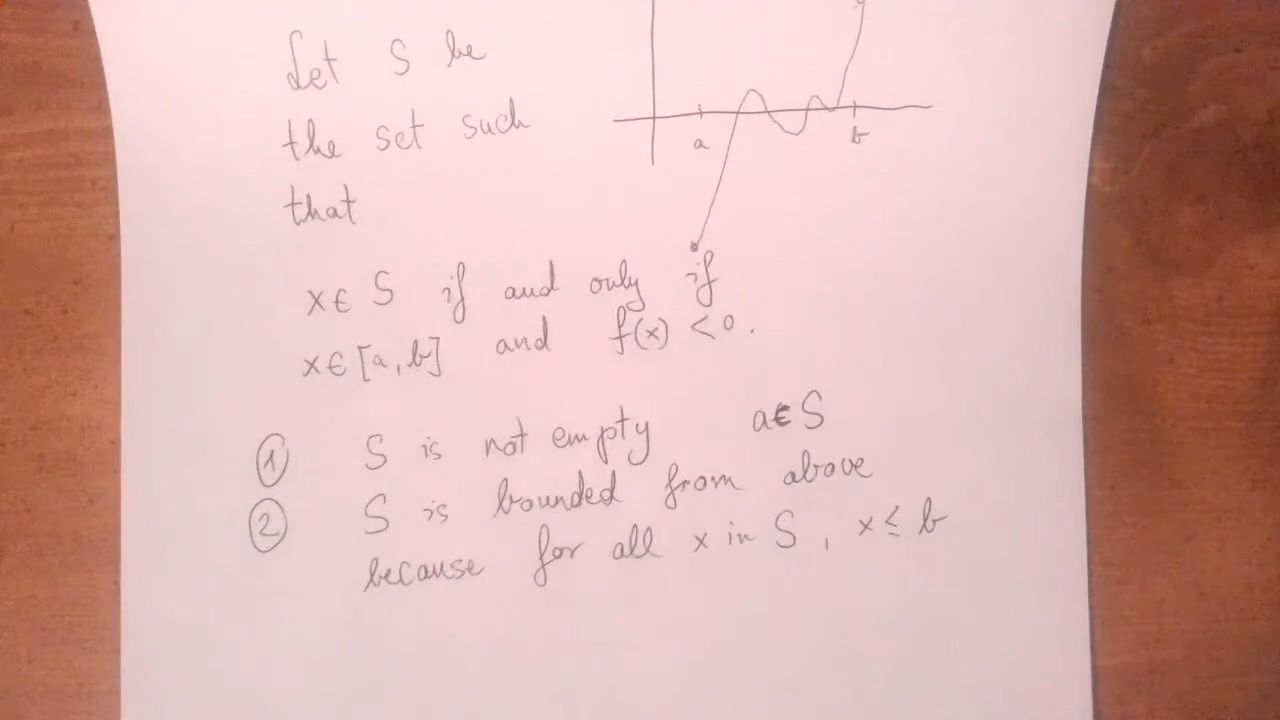 Let S be
the set such
that
a
b
x∈ S if and only if
x∈ [a, b] and f(x) < 0.
① S is not empty a∈S
② S is bounded from above
because for all x in S, x ≤ b